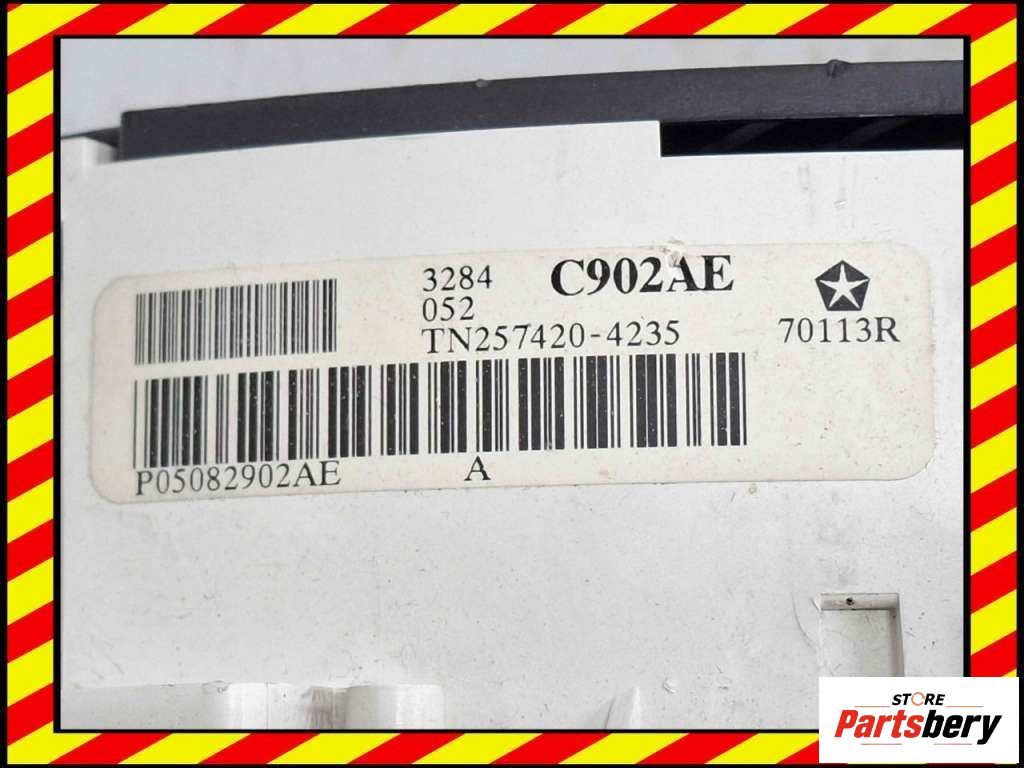 3284 C902AE
052
TN257420-4235 70113R
P05082902AE A
STORE
Partsbery